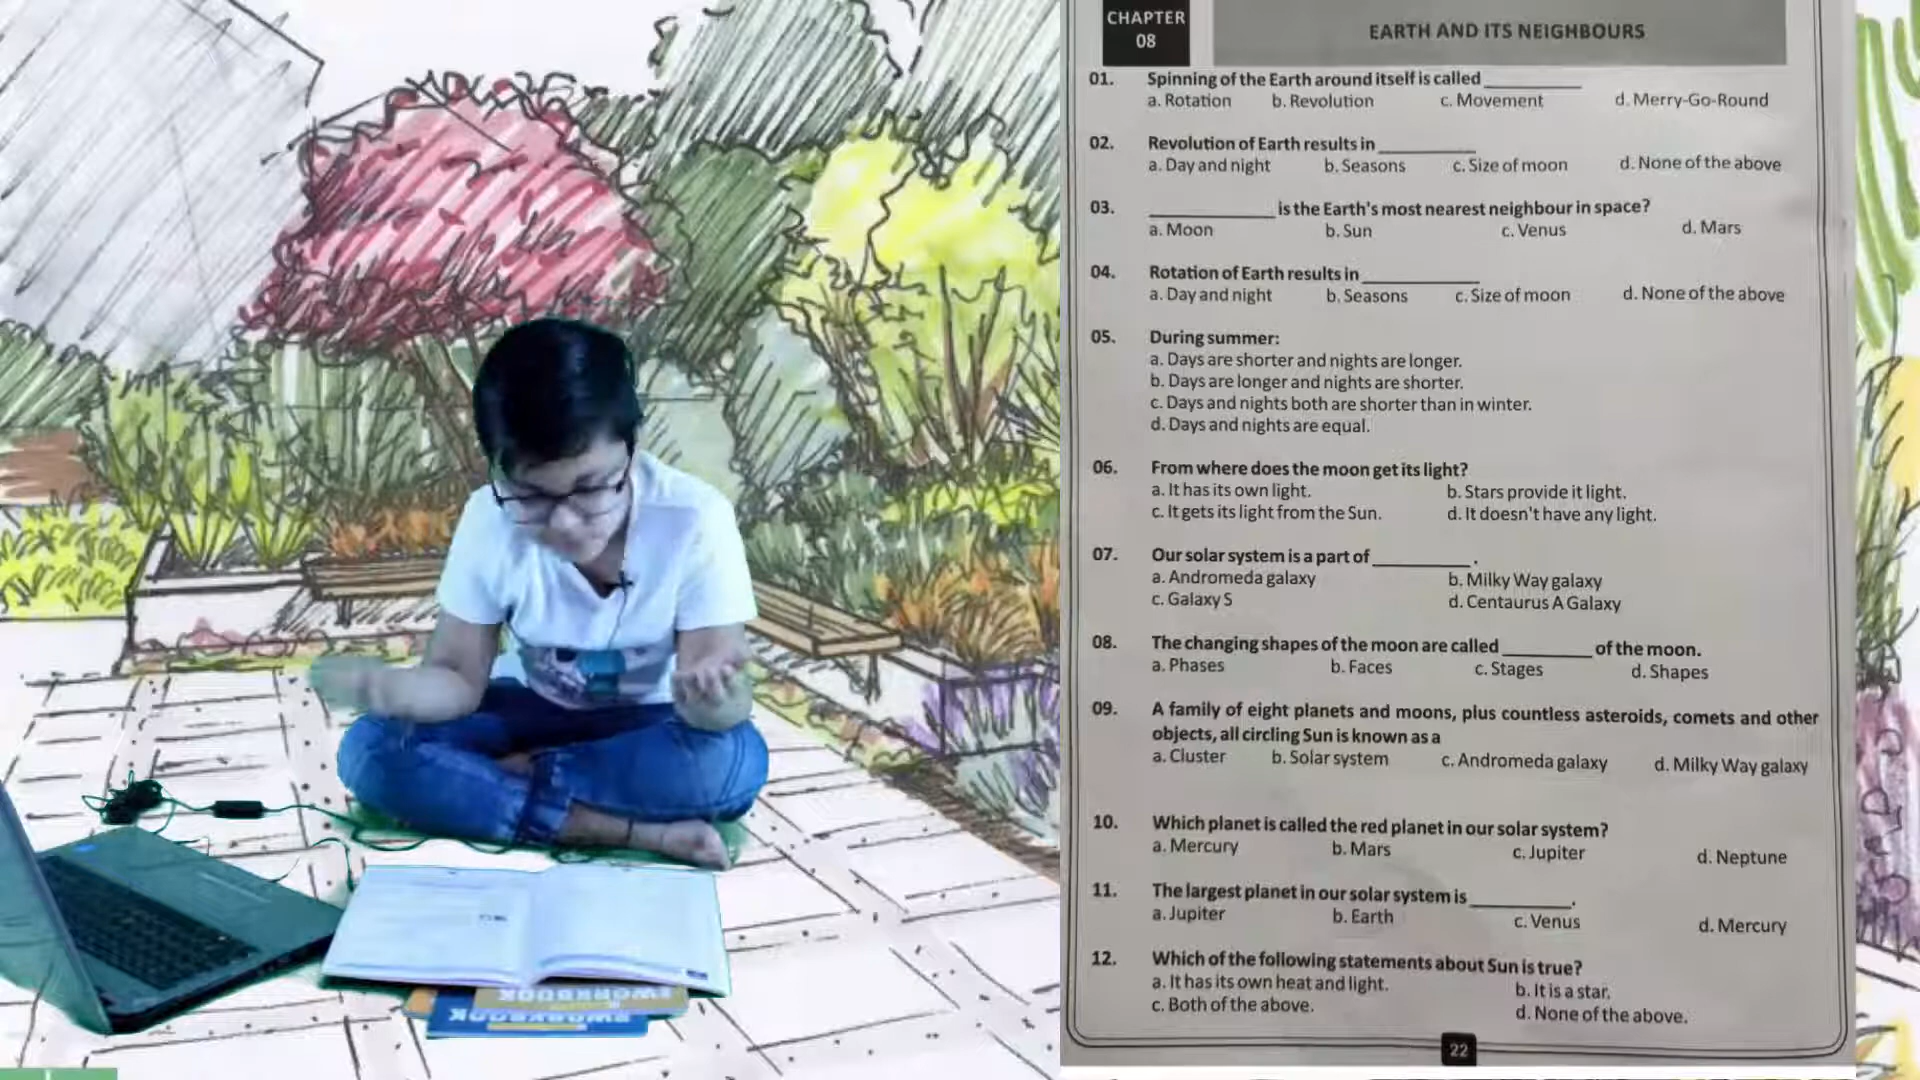 CHAPTER
08
EARTH AND ITS NEIGHBOURS
01. Spinning of the Earth around itself is called __________
a. Rotation b. Revolution c. Movement d. Merry-Go-Round
02. Revolution of Earth results in __________
a. Day and night b. Seasons c. Size of moon d. None of the above
03. __________ is the Earth's most nearest neighbour in space?
a. Moon b. Sun c. Venus d. Mars
04. Rotation of Earth results in __________
a. Day and night b. Seasons c. Size of moon d. None of the above
05. During summer:
a. Days are shorter and nights are longer.
b. Days are longer and nights are shorter.
c. Days and nights both are shorter than in winter.
d. Days and nights are equal.
06. From where does the moon get its light?
a. It has its own light. b. Stars provide it light.
c. It gets its light from the Sun. d. It doesn't have any light.
07. Our solar system is a part of __________.
a. Andromeda galaxy b. Milky Way galaxy
c. Galaxy S d. Centaurus A Galaxy
08. The changing shapes of the moon are called __________ of the moon.
a. Phases b. Faces c. Stages d. Shapes
09. A family of eight planets and moons, plus countless asteroids, comets and other
objects, all circling Sun is known as a
a. Cluster b. Solar system c. Andromeda galaxy d. Milky Way galaxy
10. Which planet is called the red planet in our solar system?
a. Mercury b. Mars c. Jupiter d. Neptune
11. The largest planet in our solar system is __________.
a. Jupiter b. Earth c. Venus d. Mercury
12. Which of the following statements about Sun is true?
a. It has its own heat and light. b. It is a star.
c. Both of the above. d. None of the above.
22
WORKBOOK
WORKBOOK